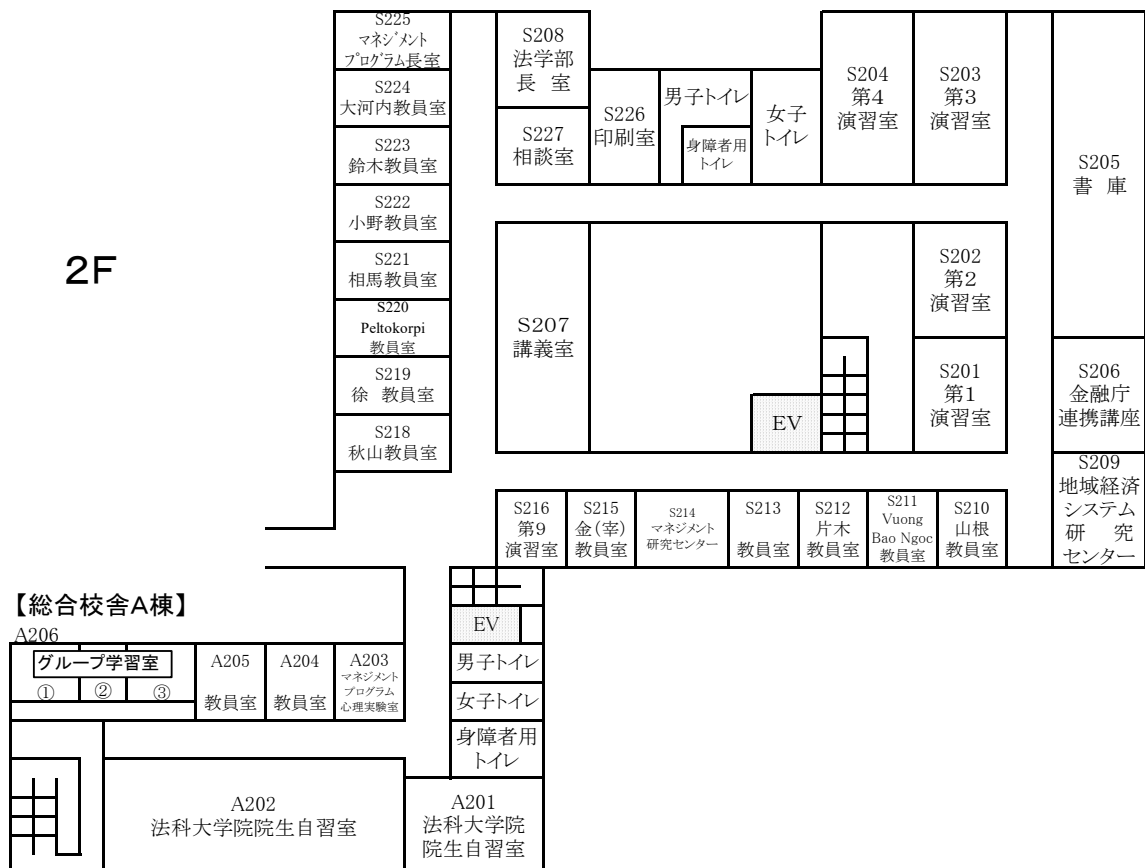 2F
S225
マネジメント
プログラム長室
S224
大河内教員室
S223
鈴木教員室
S222
小野教員室
S221
相馬教員室
S220
Peltokorpi
教員室
S219
徐 教員室
S218
秋山教員室
S208
法学部
長 室
S227
相談室
S226
印刷室
男子トイレ
身障者用
トイレ
女子
トイレ
S204
第4
演習室
S203
第3
演習室
S205
書 庫
S207
講義室
EV
S202
第2
演習室
S201
第1
演習室
S206
金融庁
連携講座
S209
地域経済
システム
研 究
センター
S216
第9
演習室
S215
金(宰)
教員室
S214
マネジメント
研究センター
S213
教員室
S212
片木
教員室
S211
Vuong
Bao Ngoc
教員室
S210
山根
教員室
【総合校舎A棟】
A206
グループ学習室
① ② ③
A205
教員室
A204
教員室
A203
マネジメント
プログラム
心理実験室
EV
男子トイレ
女子トイレ
身障者用
トイレ
A202
法科大学院院生自習室
A201
法科大学院
院生自習室